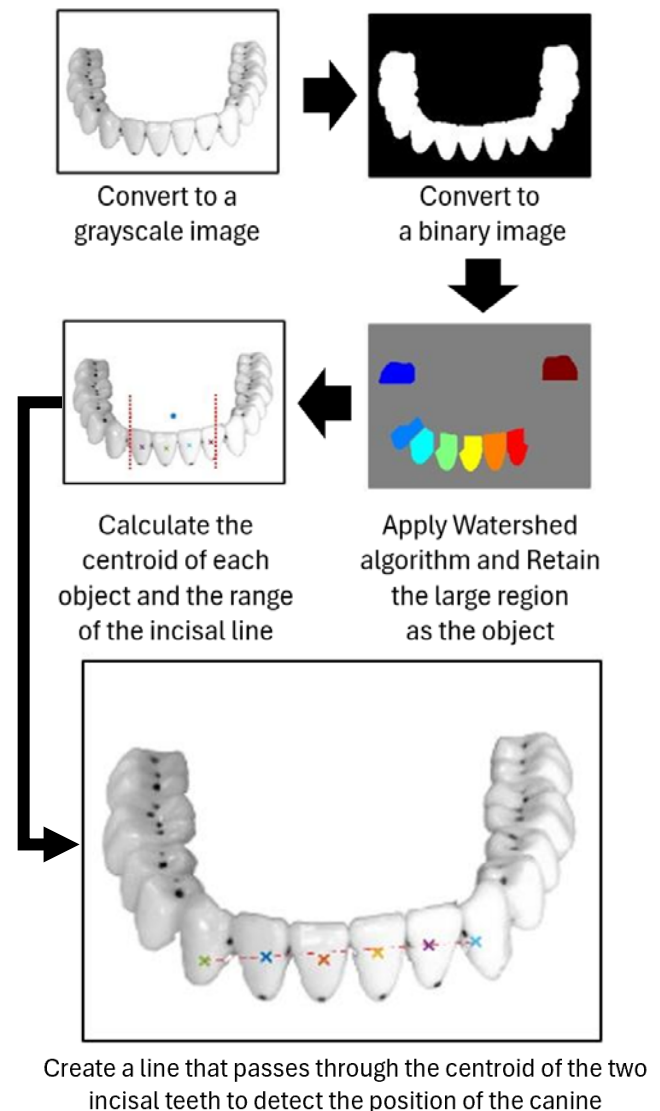 Convert to a
grayscale image
Convert to
a binary image
Apply Watershed
algorithm and Retain
the large region
as the object
Calculate the
centroid of each
object and the range
of the incisal line
Create a line that passes through the centroid of the two
incisal teeth to detect the position of the canine